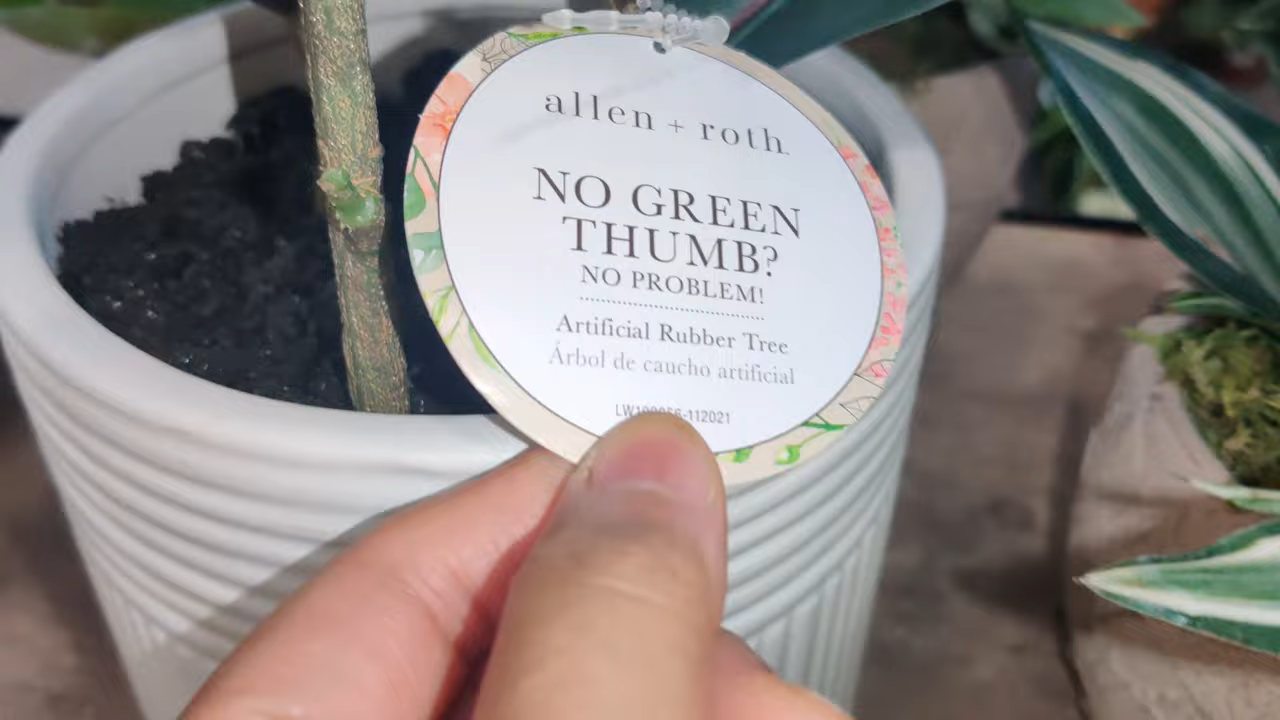 allen + roth
NO GREEN
THUMB?
NO PROBLEM!
Artificial Rubber Tree
Árbol de caucho artificial